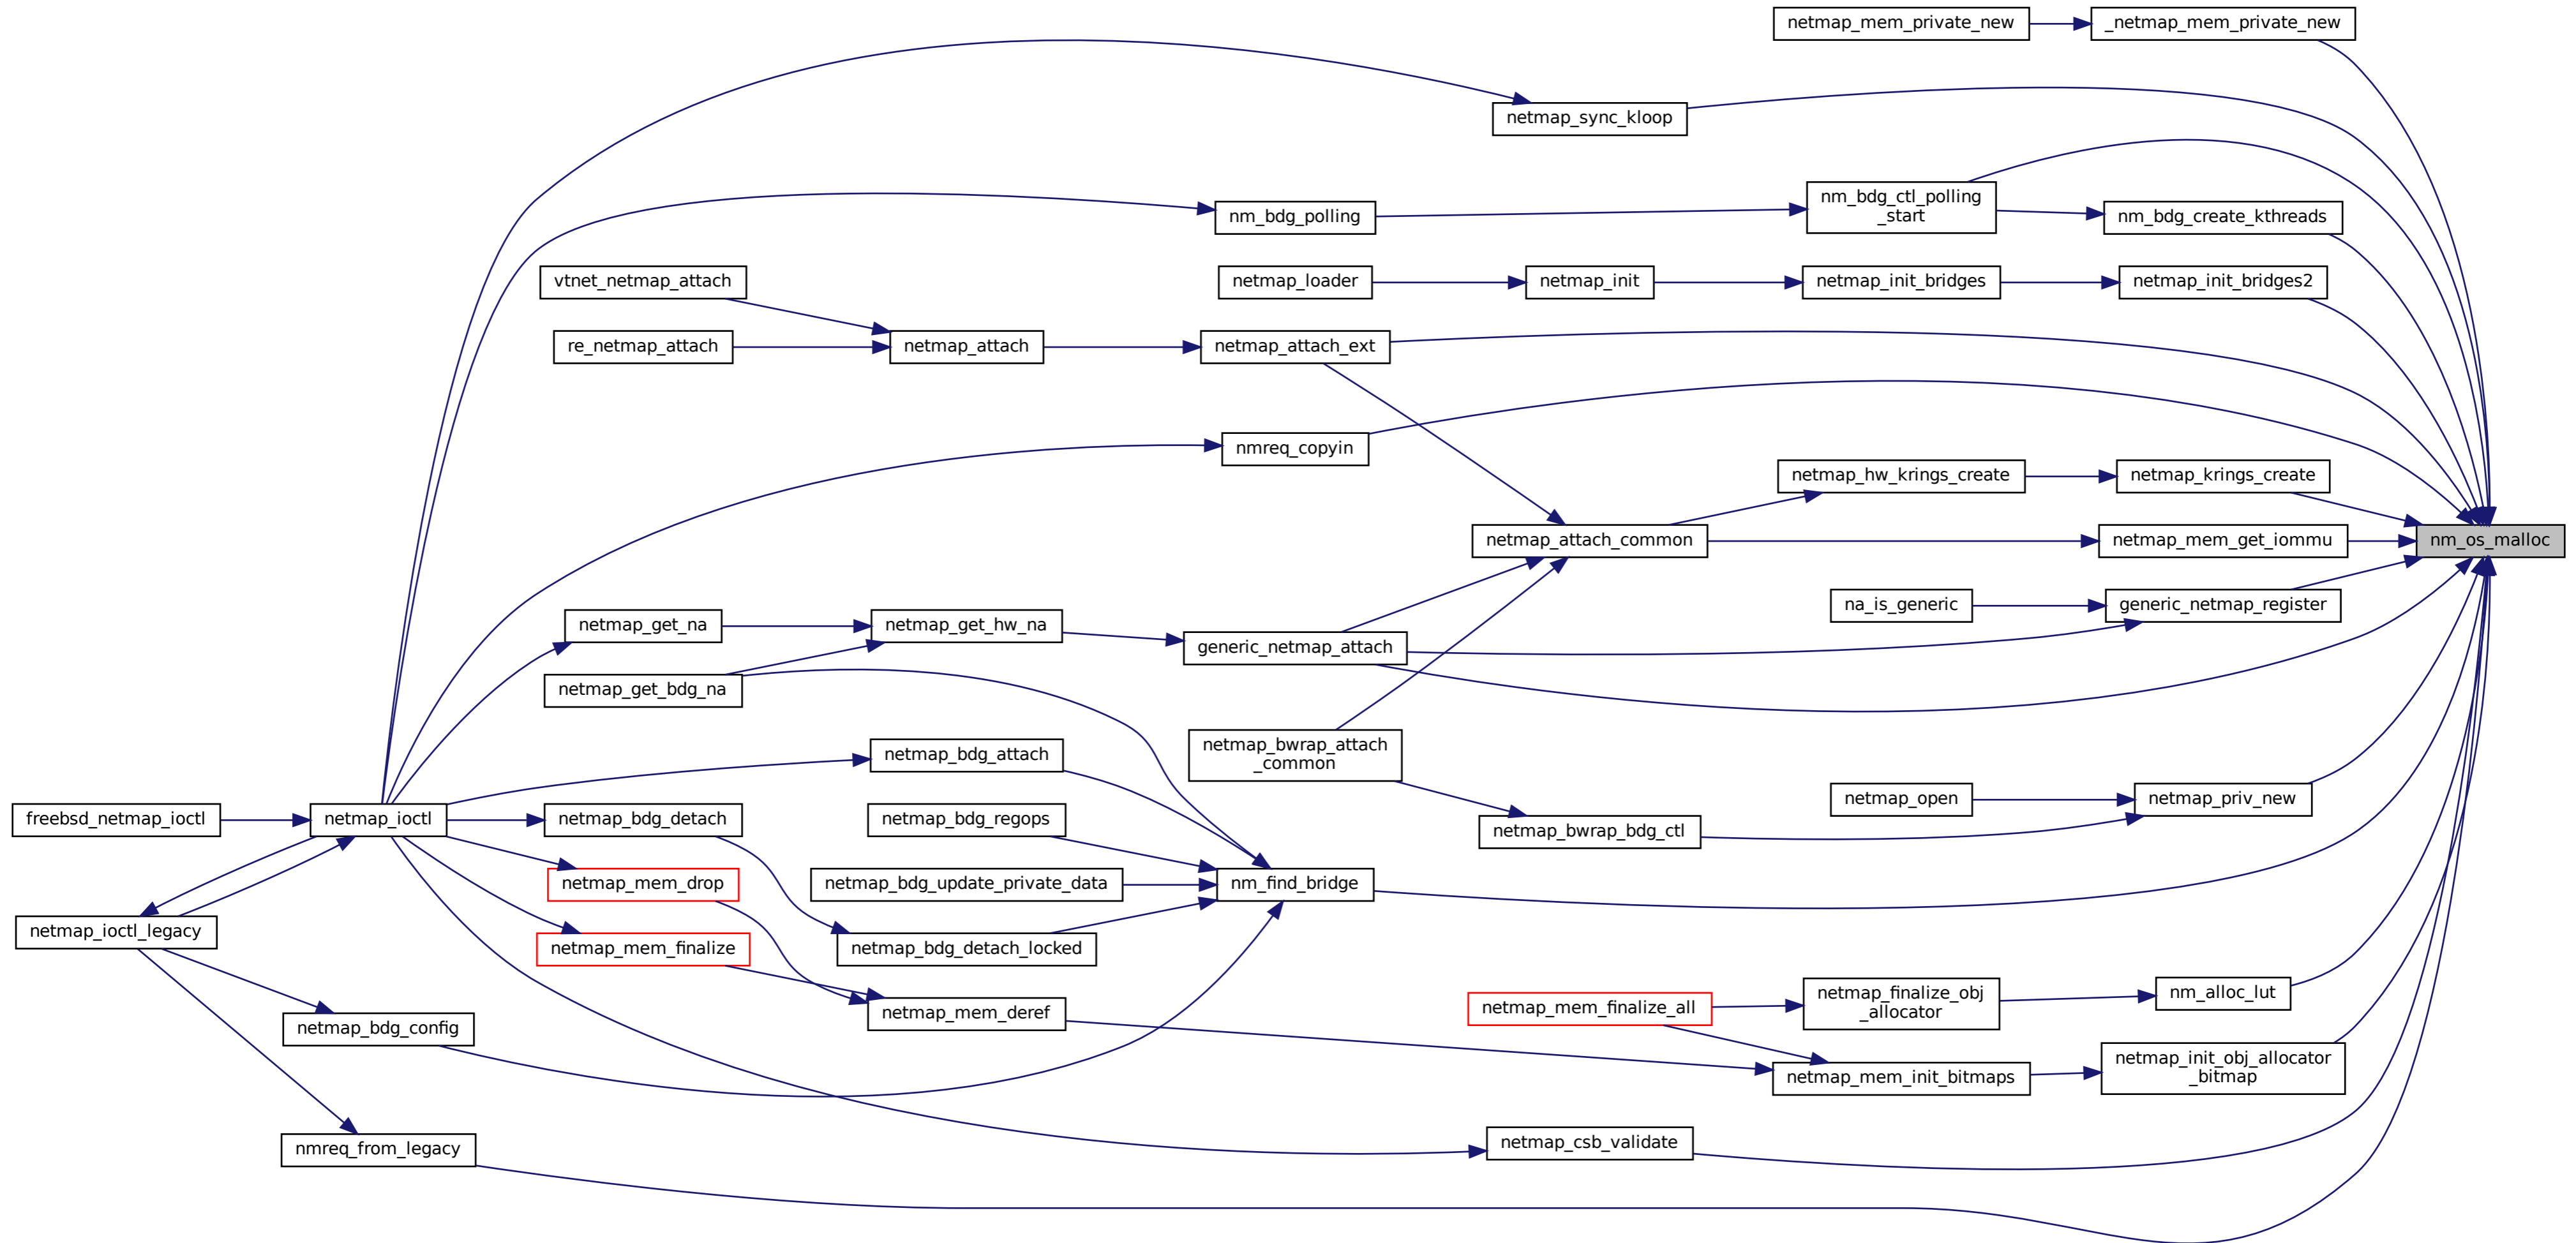 netmap_mem_private_new
_netmap_mem_private_new
netmap_sync_kloop
nm_bdg_ctl_polling
_start
nm_bdg_polling
nm_bdg_create_kthreads
vtnet_netmap_attach
netmap_loader
netmap_init
netmap_init_bridges
netmap_init_bridges2
re_netmap_attach
netmap_attach
netmap_attach_ext
nmreq_copyin
netmap_hw_krings_create
netmap_krings_create
netmap_attach_common
netmap_mem_get_iommu
nm_os_malloc
na_is_generic
generic_netmap_register
netmap_get_na
netmap_get_hw_na
generic_netmap_attach
netmap_get_bdg_na
netmap_bdg_attach
netmap_bwrap_attach
_common
netmap_open
netmap_priv_new
freebsd_netmap_ioctl
netmap_ioctl
netmap_bdg_detach
netmap_bdg_regops
netmap_bwrap_bdg_ctl
netmap_mem_drop
netmap_bdg_update_private_data
nm_find_bridge
netmap_ioctl_legacy
netmap_mem_finalize
netmap_bdg_detach_locked
netmap_finalize_obj
_allocator
nm_alloc_lut
netmap_mem_finalize_all
netmap_mem_deref
netmap_bdg_config
netmap_init_obj_allocator
_bitmap
netmap_mem_init_bitmaps
nmreq_from_legacy
netmap_csb_validate